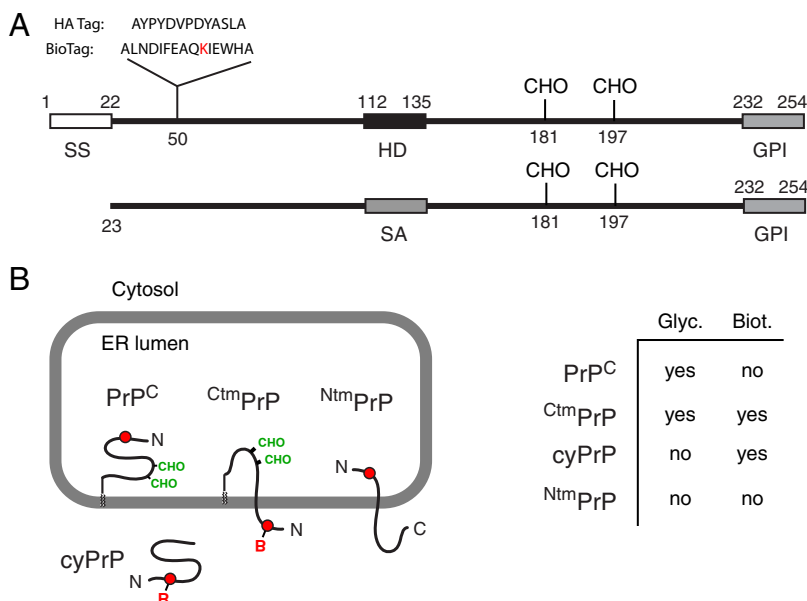 A
HA Tag: AYPYDVPDYASLA
BioTag: ALNDIFEAQKIEWHA
CHO CHO
1 22 112 135 232 254
SS 50 HD 181 197 GPI
CHO CHO
232 254
23 SA 181 197 GPI
B
Cytosol
ER lumen
PrPC CtmPrP NtmPrP
N CHO CHO
CHO CHO N
N C
B
cyPrP N
B
Glyc. Biot.
PrPC yes no
CtmPrP yes yes
cyPrP no yes
NtmPrP no no